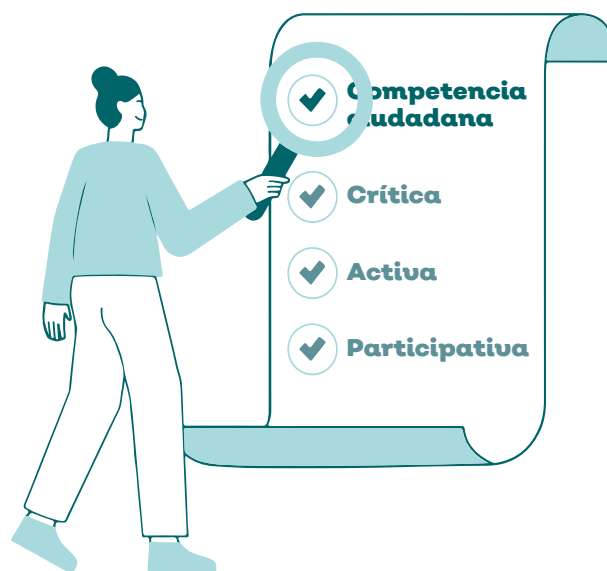 Competencia
ciudadana
Crítica
Activa
Participativa